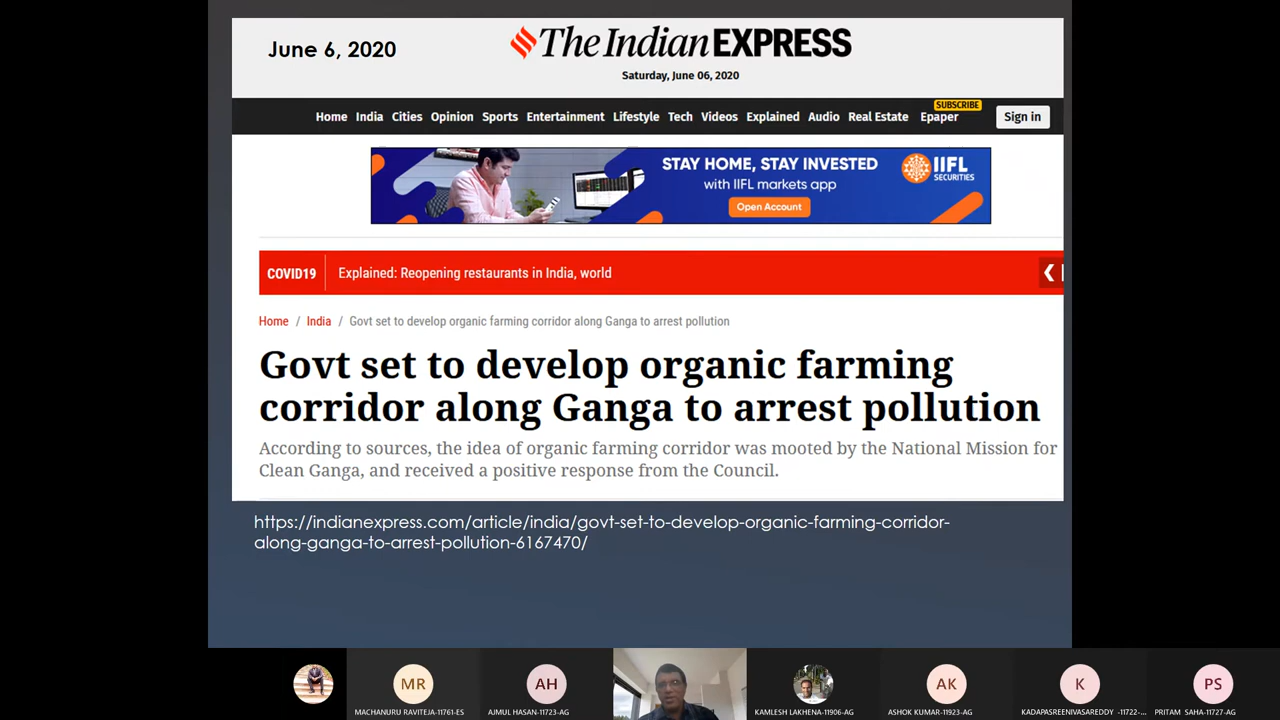 June 6, 2020
The Indian EXPRESS
Saturday, June 06, 2020
SUBSCRIBE
Home India Cities Opinion Sports Entertainment Lifestyle Tech Videos Explained Audio Real Estate Epaper Sign in
STAY HOME, STAY INVESTED
with IIFL markets app
Open Account
IIFL
SECURITIES
COVID19 Explained: Reopening restaurants in India, world
Home / India / Govt set to develop organic farming corridor along Ganga to arrest pollution
Govt set to develop organic farming
corridor along Ganga to arrest pollution
According to sources, the idea of organic farming corridor was mooted by the National Mission for
Clean Ganga, and received a positive response from the Council.
https://indianexpress.com/article/india/govt-set-to-develop-organic-farming-corridor-
along-ganga-to-arrest-pollution-6167470/
MR AH AK K PS
MACHANURU RAVITEJA-11761-ES AJMUL HASAN-11723-AG KAMLESH LAKHENA-11906-AG ASHOK KUMAR-11923-AG KADAPASREENIVASAREDDY -11722-... PRITAM SAHA-11727-AG